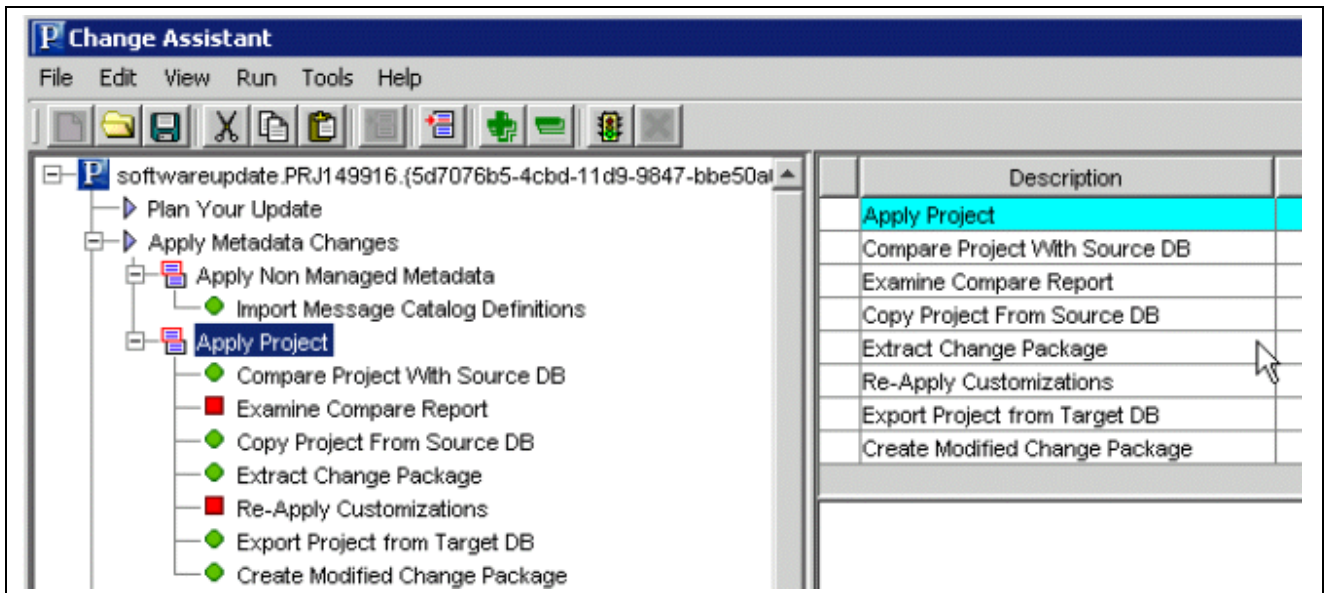 Change Assistant
File Edit View Run Tools Help
softwareupdate.PRJ149916.{5d7076b5-4cbd-11d9-9847-bbe50a
Plan Your Update
Apply Metadata Changes
Apply Non Managed Metadata
Import Message Catalog Definitions
Apply Project
Compare Project With Source DB
Examine Compare Report
Copy Project From Source DB
Extract Change Package
Re-Apply Customizations
Export Project from Target DB
Create Modified Change Package
Description
Apply Project
Compare Project With Source DB
Examine Compare Report
Copy Project From Source DB
Extract Change Package
Re-Apply Customizations
Export Project from Target DB
Create Modified Change Package